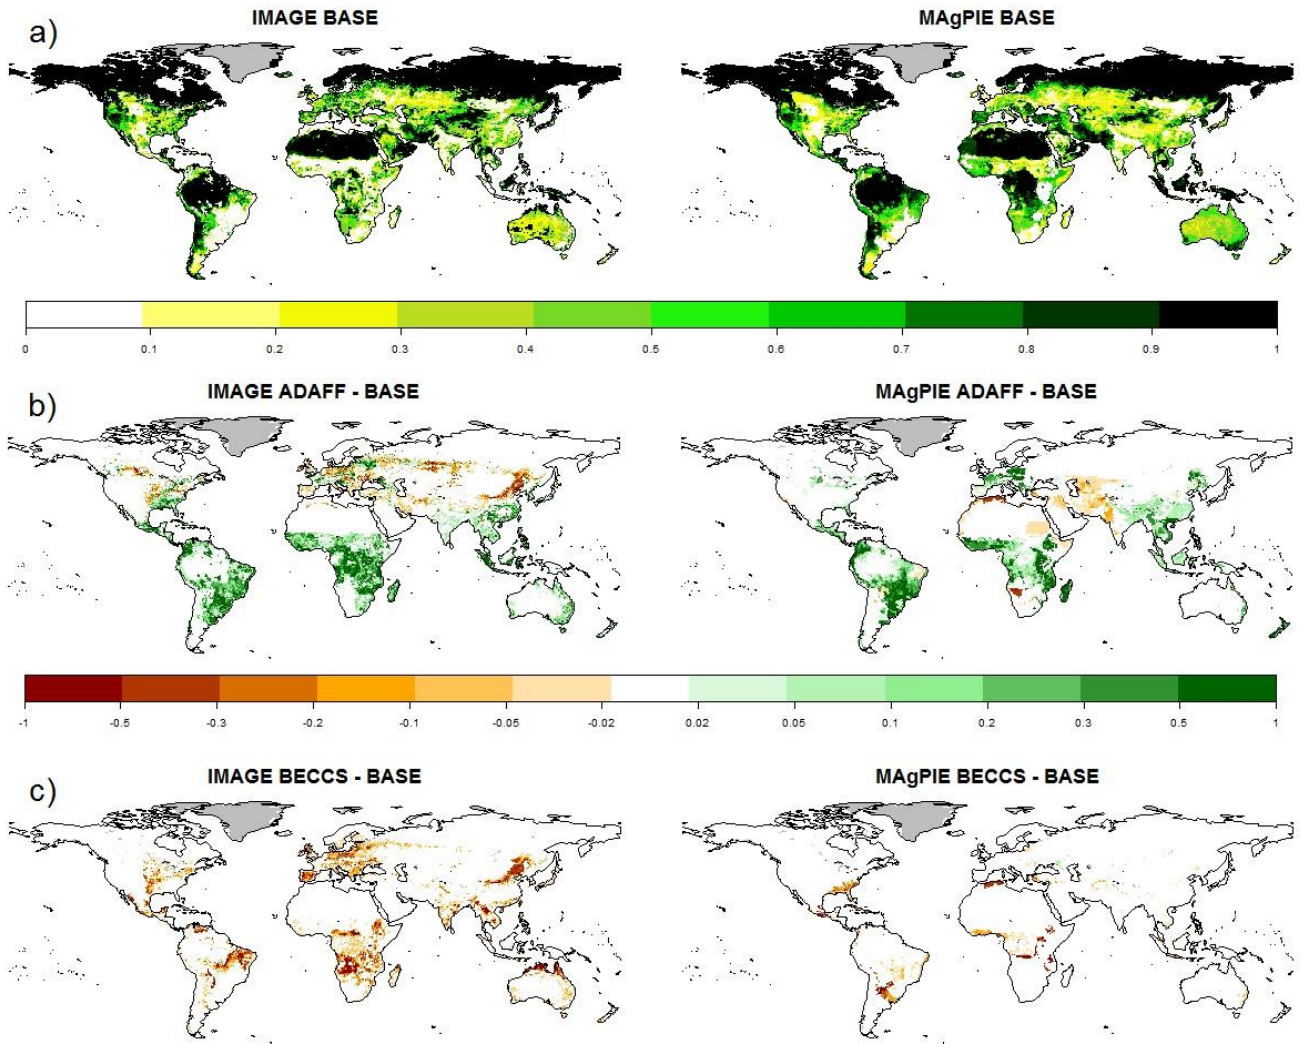 IMAGE BASE
MAgPIE BASE
a)
0 0.1 0.2 0.3 0.4 0.5 0.6 0.7 0.8 0.9 1
IMAGE ADAFF - BASE
MAgPIE ADAFF - BASE
b)
-1 -0.5 -0.3 -0.2 -0.1 -0.05 -0.02 0.02 0.05 0.1 0.2 0.3 0.5 1
IMAGE BECCS - BASE
MAgPIE BECCS - BASE
c)